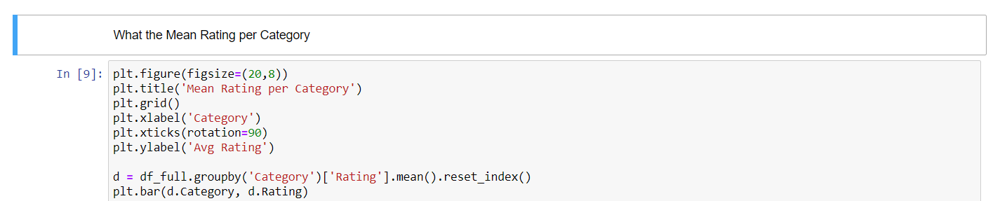 What the Mean Rating per Category
In [9]:
plt.figure(figsize=(20,8))
plt.title('Mean Rating per Category')
plt.grid()
plt.xlabel('Category')
plt.xticks(rotation=90)
plt.ylabel('Avg Rating')
d = df_full.groupby('Category')['Rating'].mean().reset_index()
plt.bar(d.Category, d.Rating)